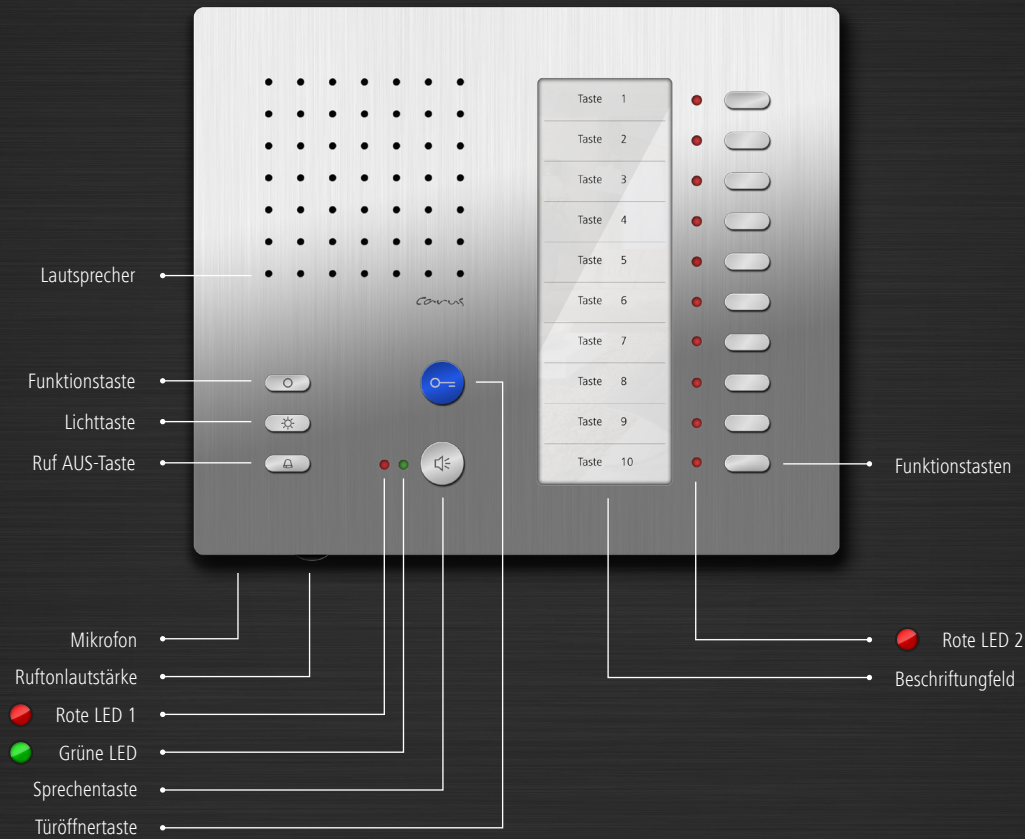 Taste 1
Taste 2
Taste 3
Taste 4
Taste 5
Taste 6
Taste 7
Taste 8
Taste 9
Taste 10
carus
Lautsprecher
Funktionstaste
Lichttaste
Ruf AUS-Taste
Funktionstasten
Mikrofon
Ruftonlautstärke
Rote LED 1
Grüne LED
Sprechentaste
Türöffnertaste
Rote LED 2
Beschriftungfeld